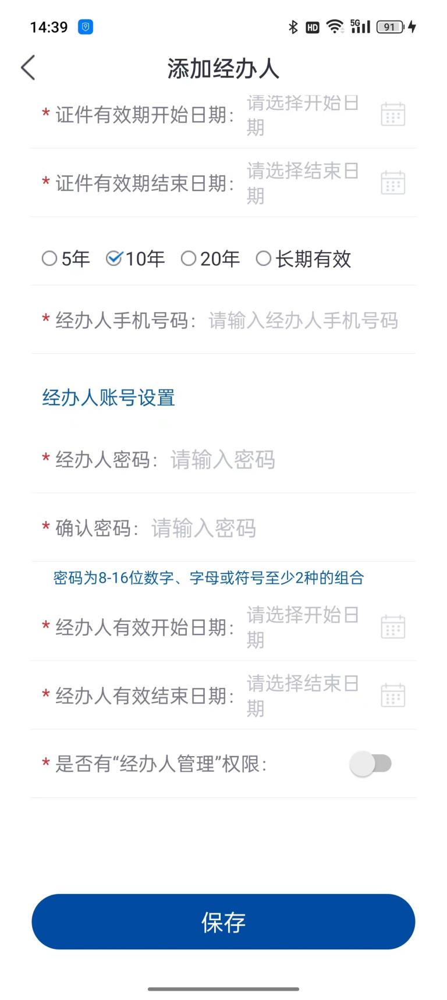 14:39 HD 5G 91
添加经办人
* 证件有效期开始日期： 请选择开始日
期
* 证件有效期结束日期： 请选择结束日
期
5年 10年 20年 长期有效
* 经办人手机号码： 请输入经办人手机号码
经办人账号设置
* 经办人密码： 请输入密码
* 确认密码： 请输入密码
密码为8-16位数字、字母或符号至少2种的组合
* 经办人有效开始日期： 请选择开始日
期
* 经办人有效结束日期： 请选择结束日
期
* 是否有“经办人管理”权限：
保存